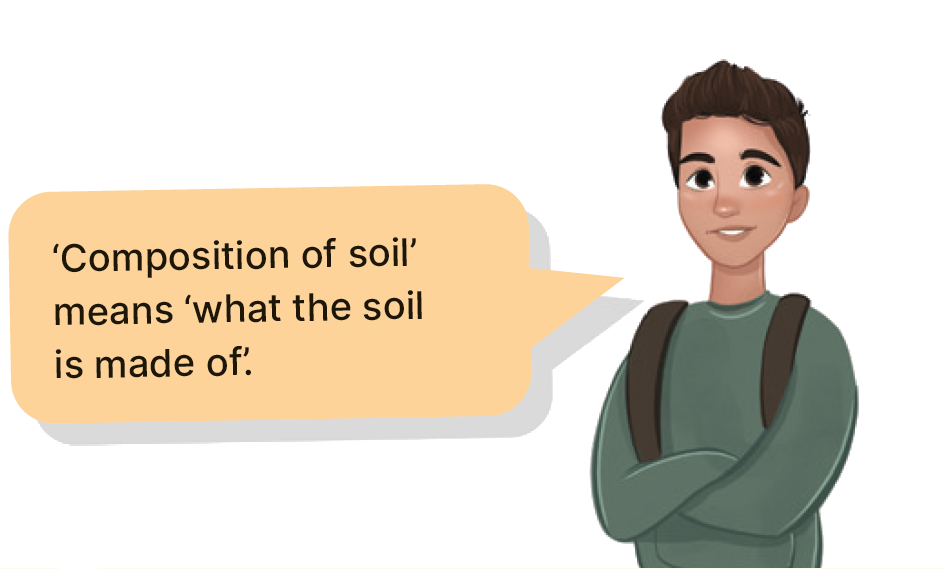 ‘Composition of soil’
means ‘what the soil
is made of’.